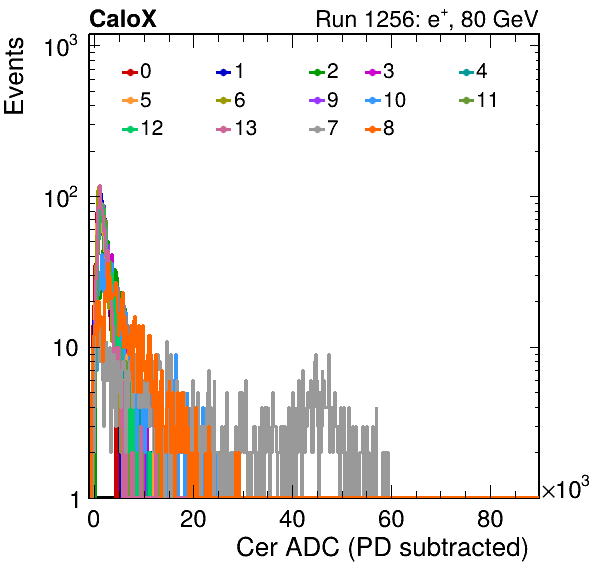 CaloX Run 1256: e⁺, 80 GeV
Events
10³
10²
10
1
0 1 2 3 4
5 6 9 10 11
12 13 7 8
0 20 40 60 80 ×10³
Cer ADC (PD subtracted)